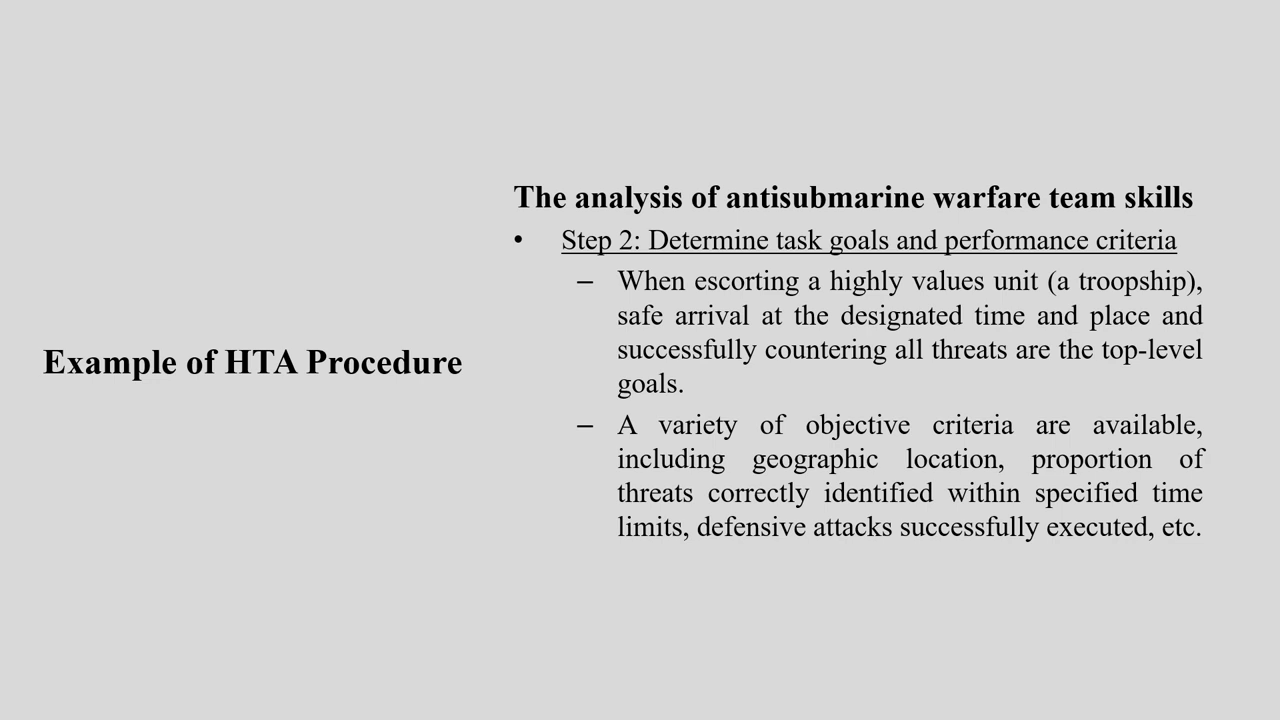 Example of HTA Procedure
The analysis of antisubmarine warfare team skills
• Step 2: Determine task goals and performance criteria
– When escorting a highly values unit (a troopship),
safe arrival at the designated time and place and
successfully countering all threats are the top-level
goals.
– A variety of objective criteria are available,
including geographic location, proportion of
threats correctly identified within specified time
limits, defensive attacks successfully executed, etc.